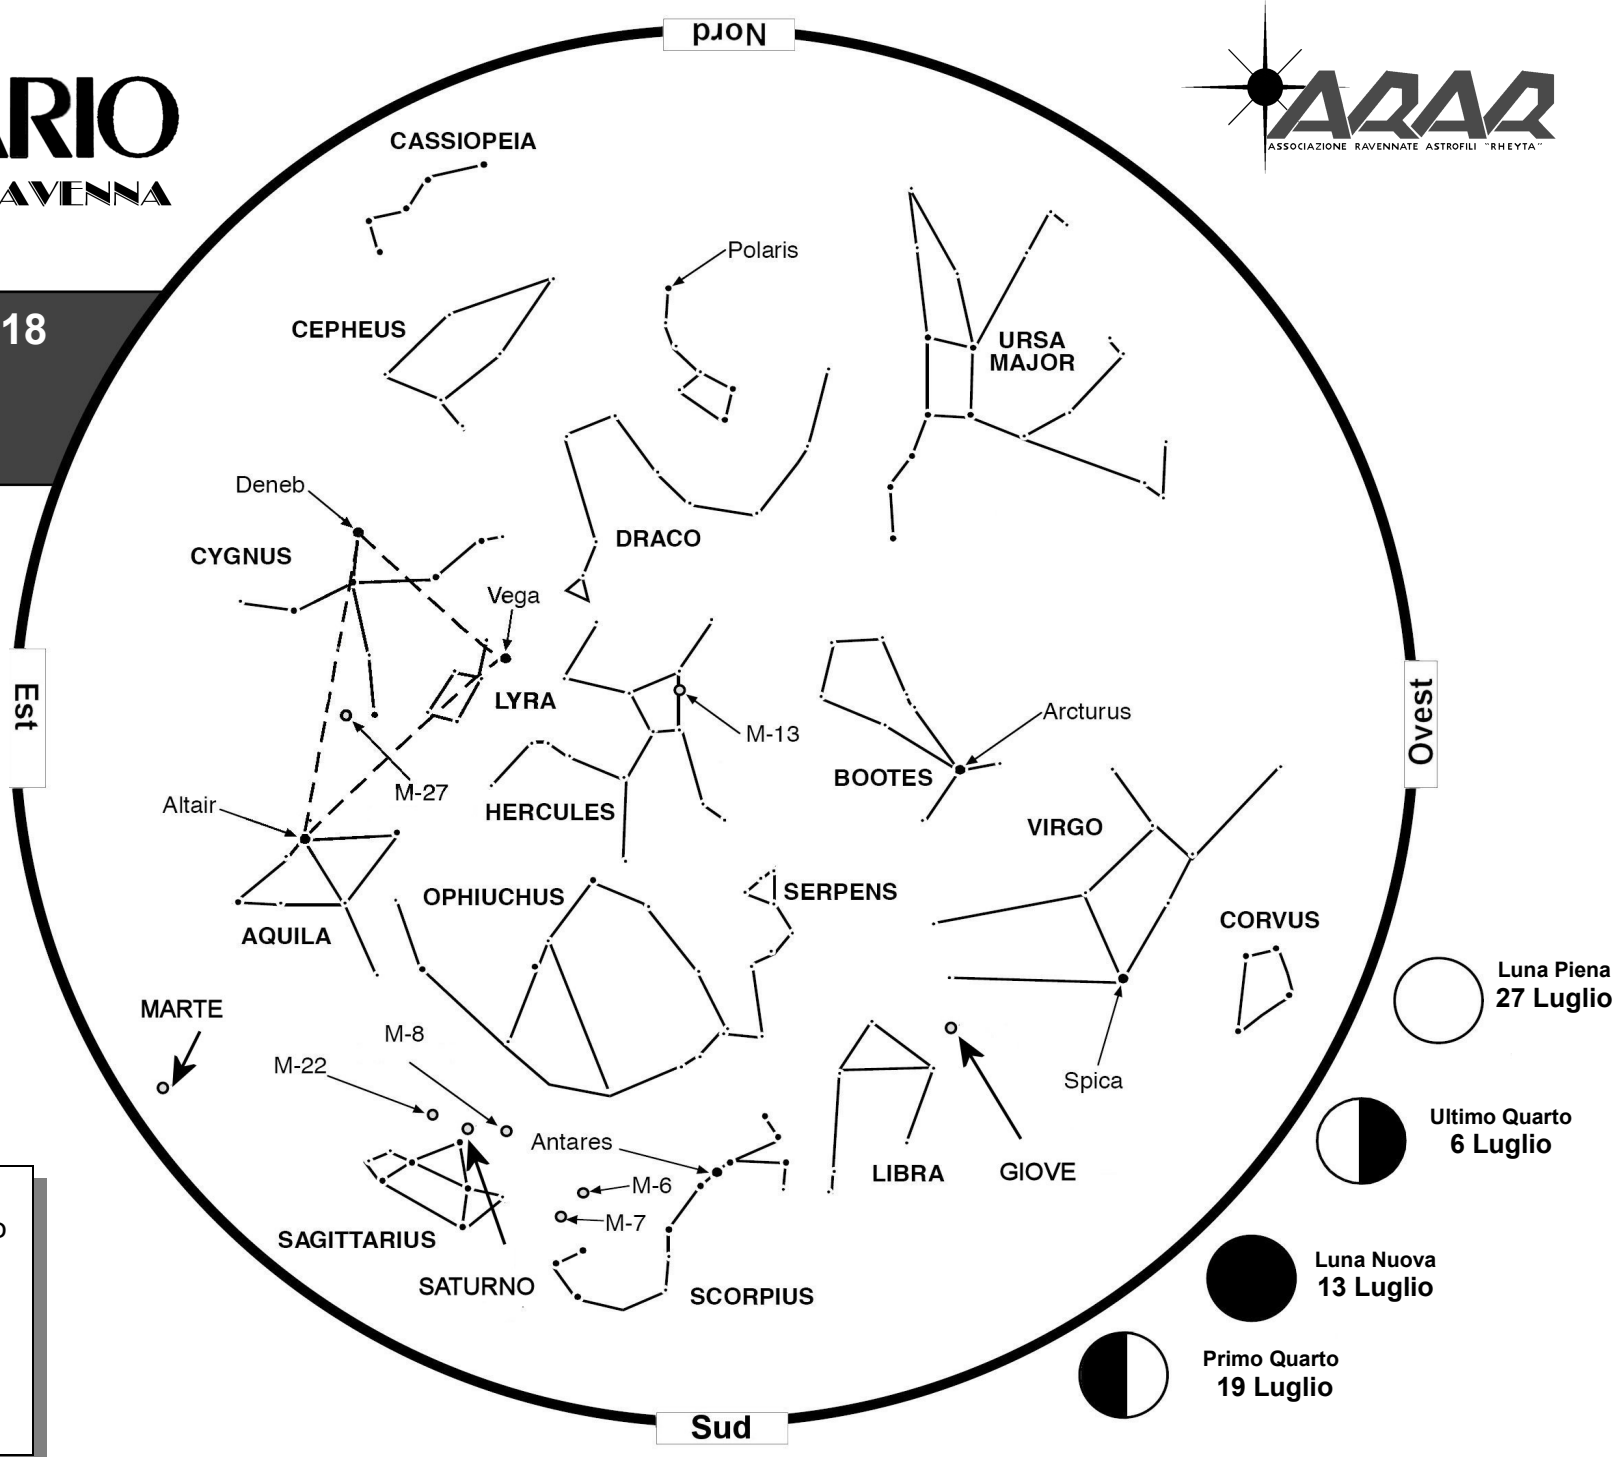 Nord
ARIO
AVENNA
ARAR
ASSOCIAZIONE RAVENNATE ASTROFILI "RHEYTA"
18
CASSIOPEIA
Polaris
CEPHEUS
URSA
MAJOR
Deneb
CYGNUS
DRACO
Vega
LYRA
Est
Ovest
M-13
Arcturus
BOOTES
M-27
Altair
HERCULES
VIRGO
OPHIUCHUS
SERPENS
CORVUS
AQUILA
MARTE
M-8
M-22
Spica
Antares
M-6
M-7
LIBRA
GIOVE
SAGITTARIUS
SATURNO
SCORPIUS
Sud
Luna Piena
27 Luglio
Ultimo Quarto
6 Luglio
Luna Nuova
13 Luglio
Primo Quarto
19 Luglio